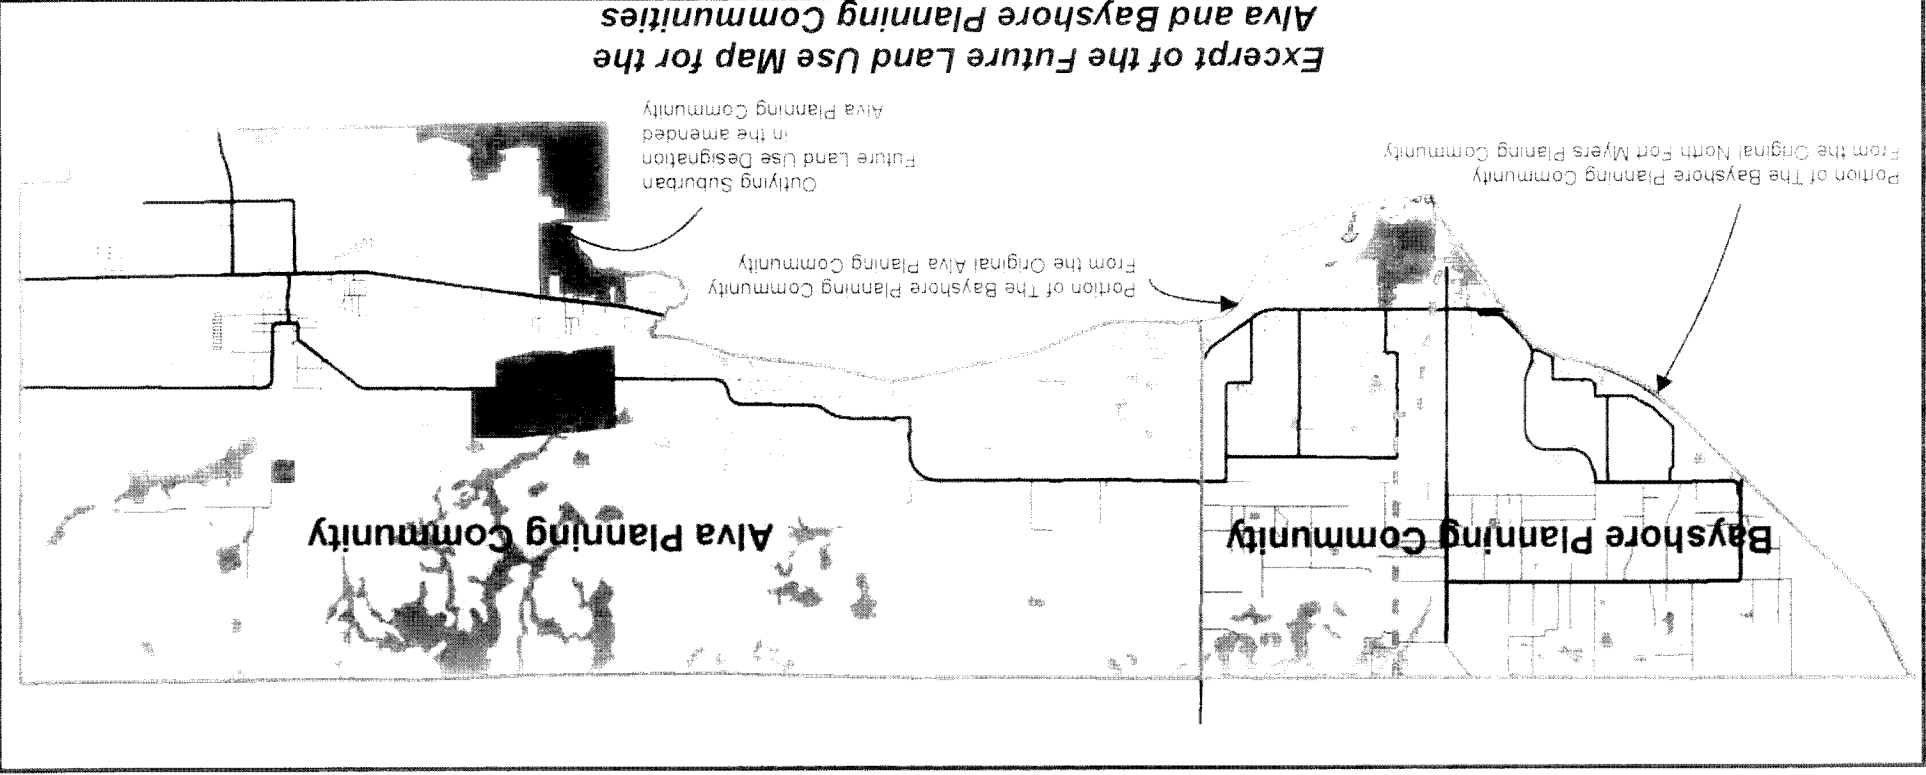 Bayshore Planning Community
Alva Planning Community
Portion of The Bayshore Planning Community
From the Original Alva Planing Community
Portion of The Bayshore Planning Community
From the Original North Fort Myers Planing Community
Outlying Suburban
Future Land Use Designation
in the amended
Alva Planning Community
Excerpt of the Future Land Use Map for the
Alva and Bayshore Planning Communities